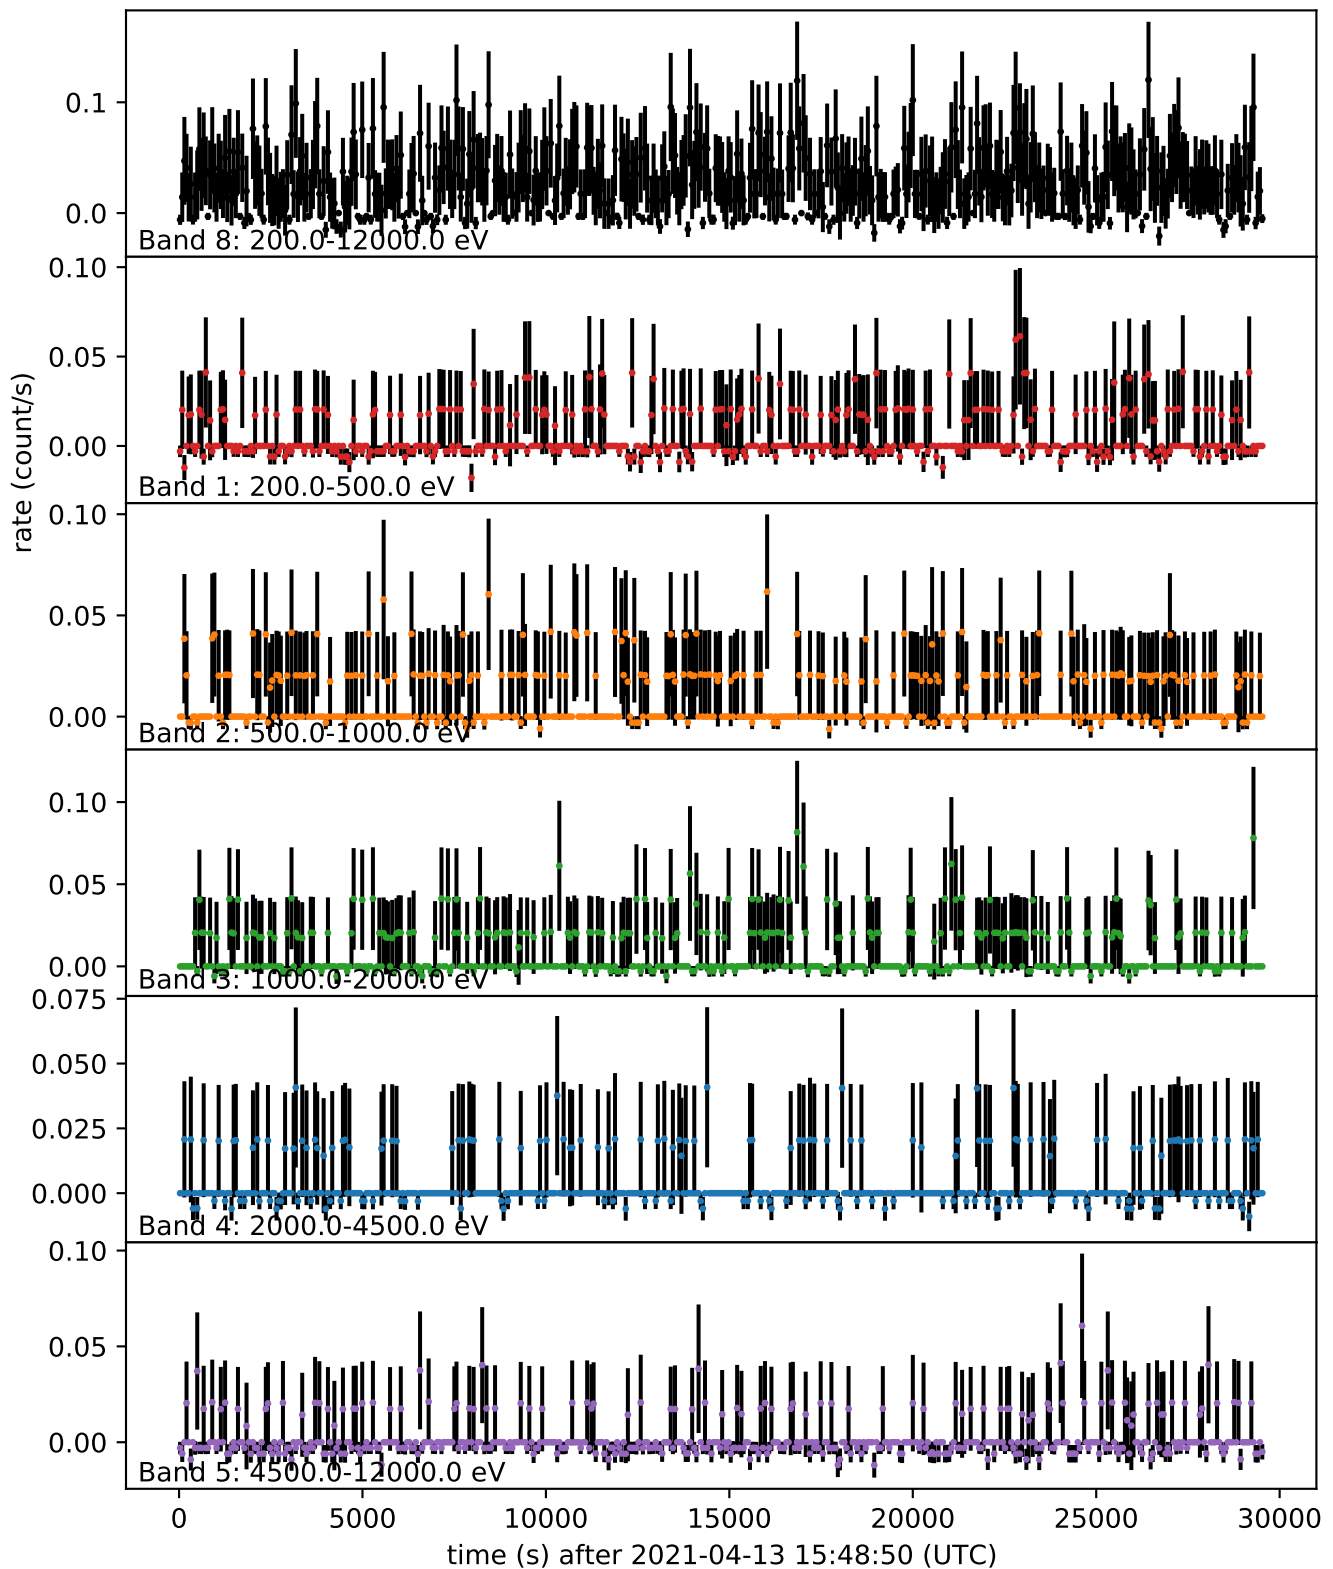 0.1
0.0
Band 8: 200.0-12000.0 eV
0.10
0.05
0.00
Band 1: 200.0-500.0 eV
rate (count/s)
0.10
0.05
0.00
Band 2: 500.0-1000.0 eV
0.10
0.05
0.00
Band 3: 1000.0-2000.0 eV
0.075
0.050
0.025
0.000
Band 4: 2000.0-4500.0 eV
0.10
0.05
0.00
Band 5: 4500.0-12000.0 eV
0 5000 10000 15000 20000 25000 30000
time (s) after 2021-04-13 15:48:50 (UTC)